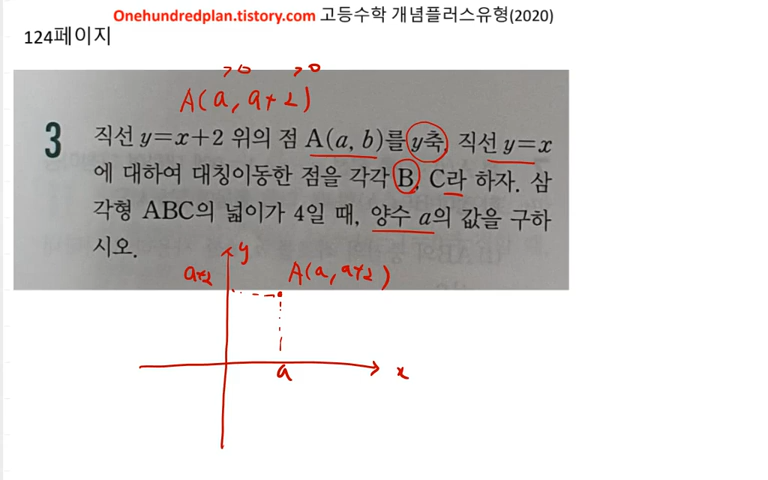 Onehundredplan.tistory.com 고등수학 개념플러스유형(2020)
124페이지
>0 >0
A(a, a+2)
3 직선 y=x+2 위의 점 A(a, b)를 y축, 직선 y=x
에 대하여 대칭이동한 점을 각각 B, C라 하자. 삼
각형 ABC의 넓이가 4일 때, 양수 a의 값을 구하
시오.
y
a+2 A(a, a+2)
a x